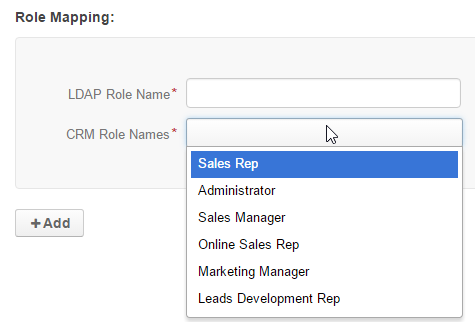 Role Mapping:
LDAP Role Name*
CRM Role Names*
Sales Rep
Administrator
Sales Manager
+Add
Online Sales Rep
Marketing Manager
Leads Development Rep